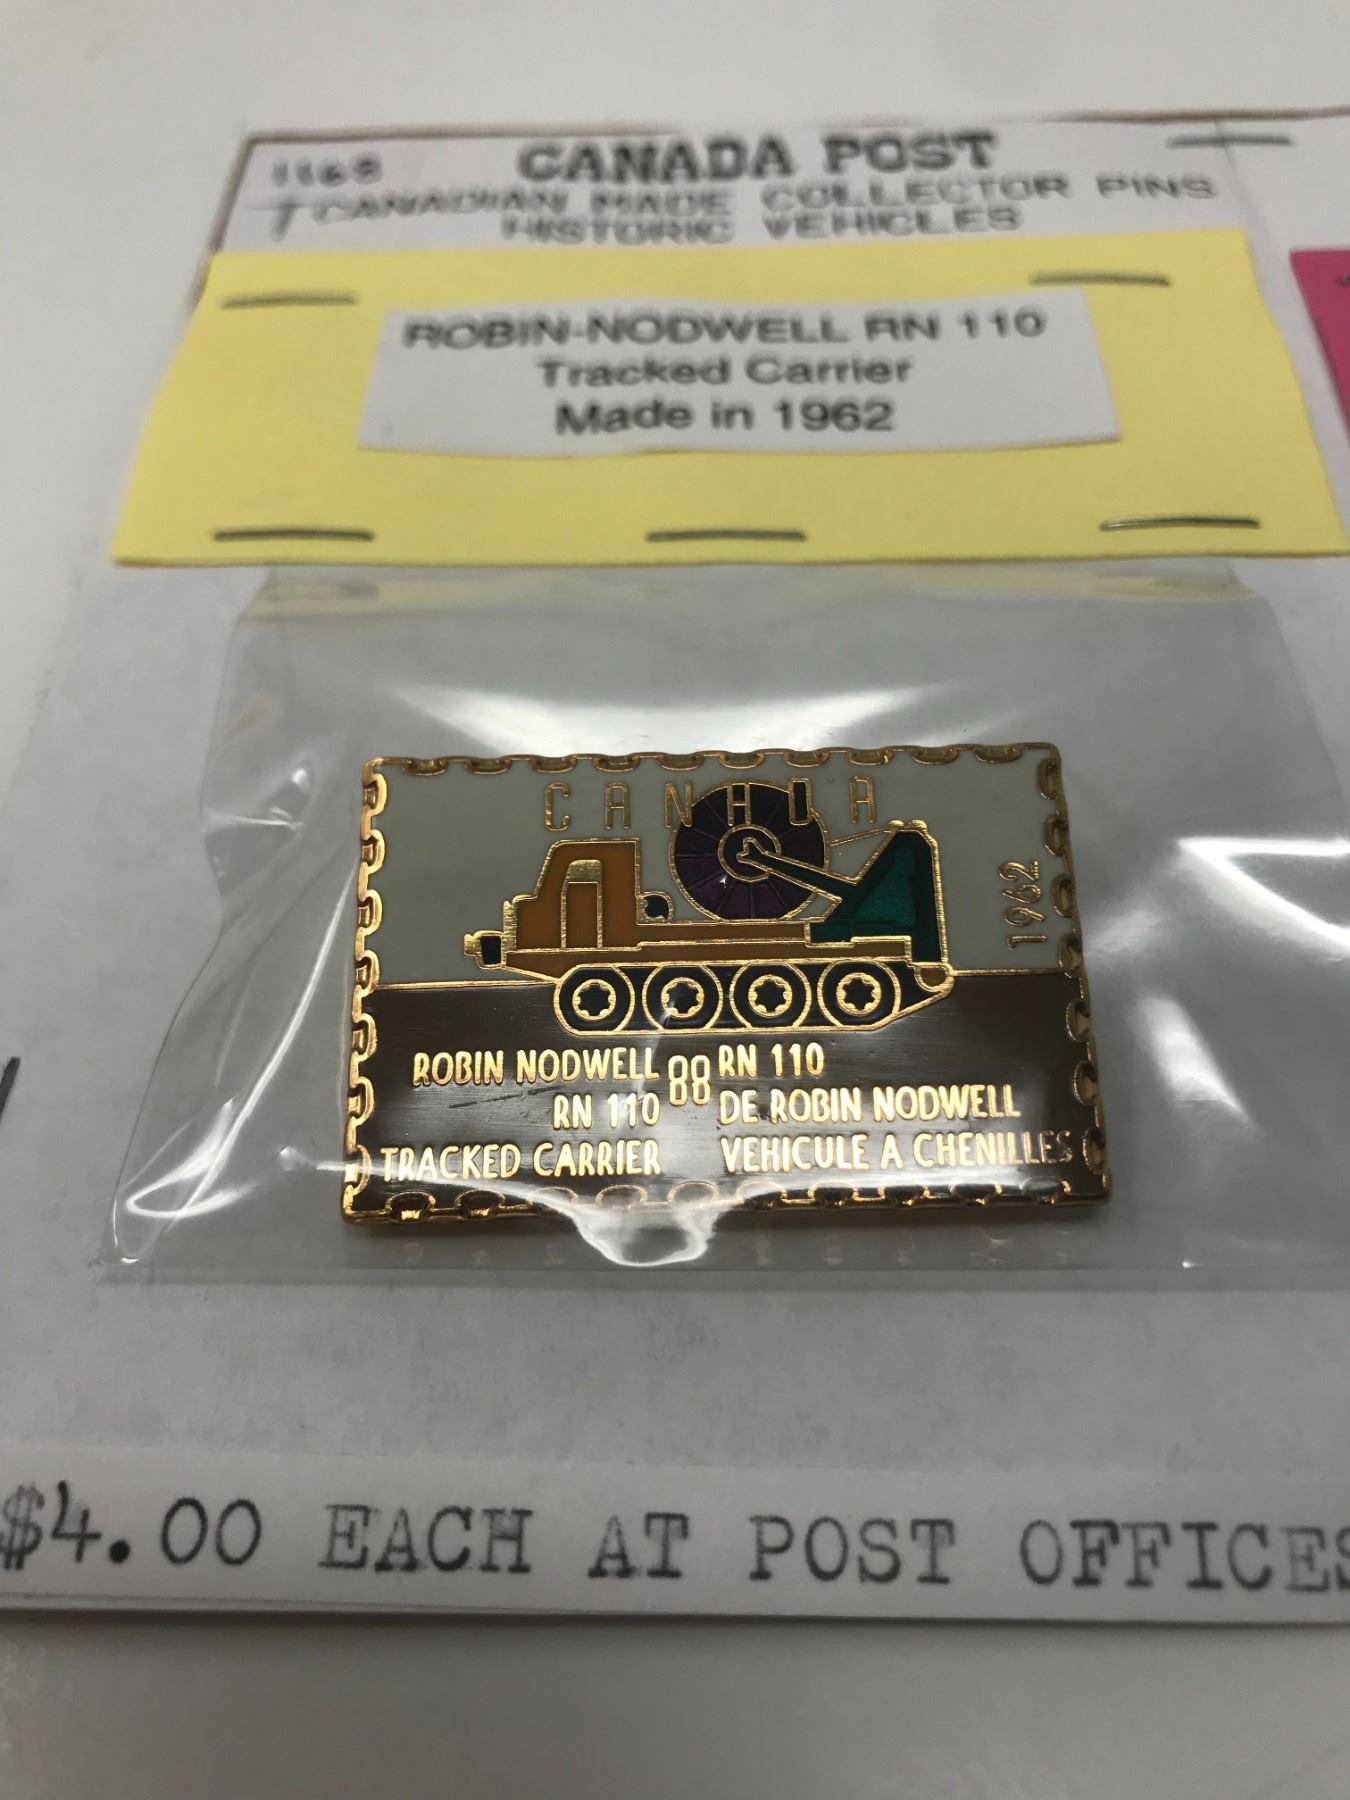 1168
CANADA POST
CANADIAN MADE COLLECTOR PINS
HISTORIC VEHICLES
ROBIN-NODWELL RN 110
Tracked Carrier
Made in 1962
CANADA
1962
ROBIN NODWELL
RN 110
TRACKED CARRIER
88
RN 110
DE ROBIN NODWELL
VEHICULE A CHENILLES
$4.00 EACH AT POST OFFICES